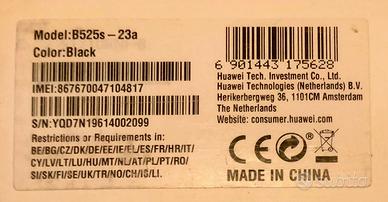 Model:B525s-23a
Color:Black
IMEI:867670047104817
S/N:YQD7N19614002099
Restrictions or Requirements in:
BE/BG/CZ/DK/DE/EE/IE/EL/ES/FR/HR/IT/
CY/LV/LT/LU/HU/MT/NL/AT/PL/PT/RO/
SI/SK/FI/SE/UK/TR/NO/CH/IS/LI.
6 901443 175628
Huawei Tech. Investment Co., Ltd.
Huawei Technologies (Netherlands) B.V.
Herikerbergweg 36, 1101CM Amsterdam
The Netherlands
Website: consumer.huawei.com
CE
MADE IN CHINA
subito